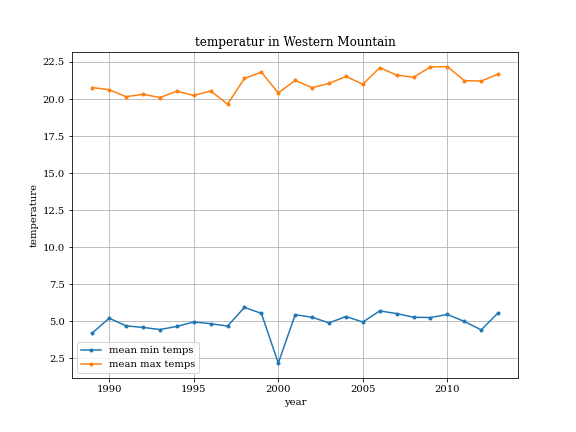 temperatur in Western Mountain
22.5
20.0
17.5
15.0
12.5
10.0
7.5
5.0
2.5
temperature
mean min temps
mean max temps
1990 1995 2000 2005 2010
year